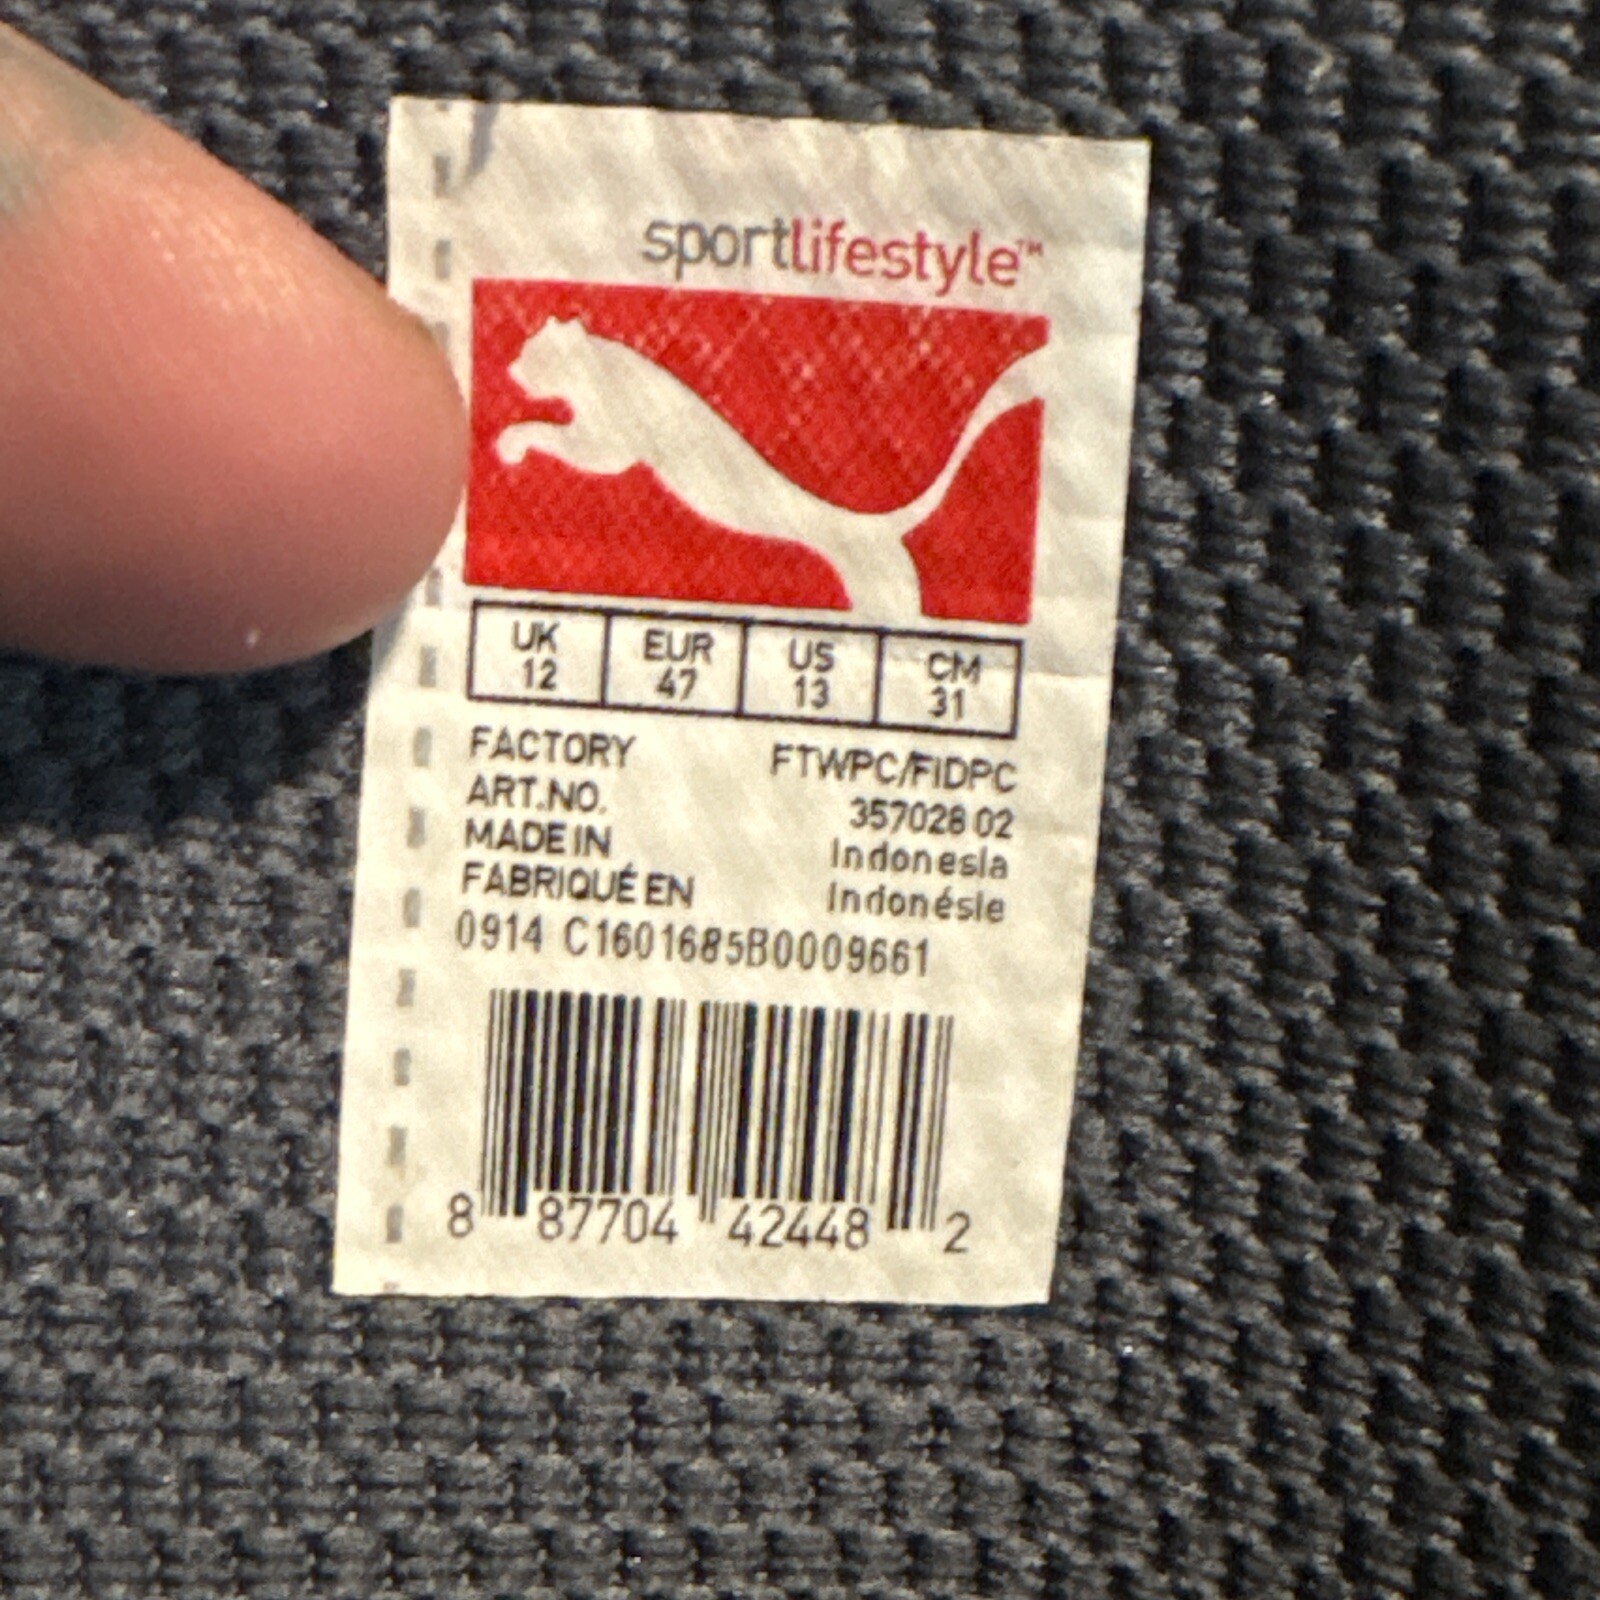 sportlifestyle™
UK EUR US CM
12 47 13 31
FACTORY FTWPC/FIDPC
ART.NO. 357028 02
MADE IN Indonesia
FABRIQUÉ EN Indonésie
0914 C1601685B0009661
8 87704 42448 2